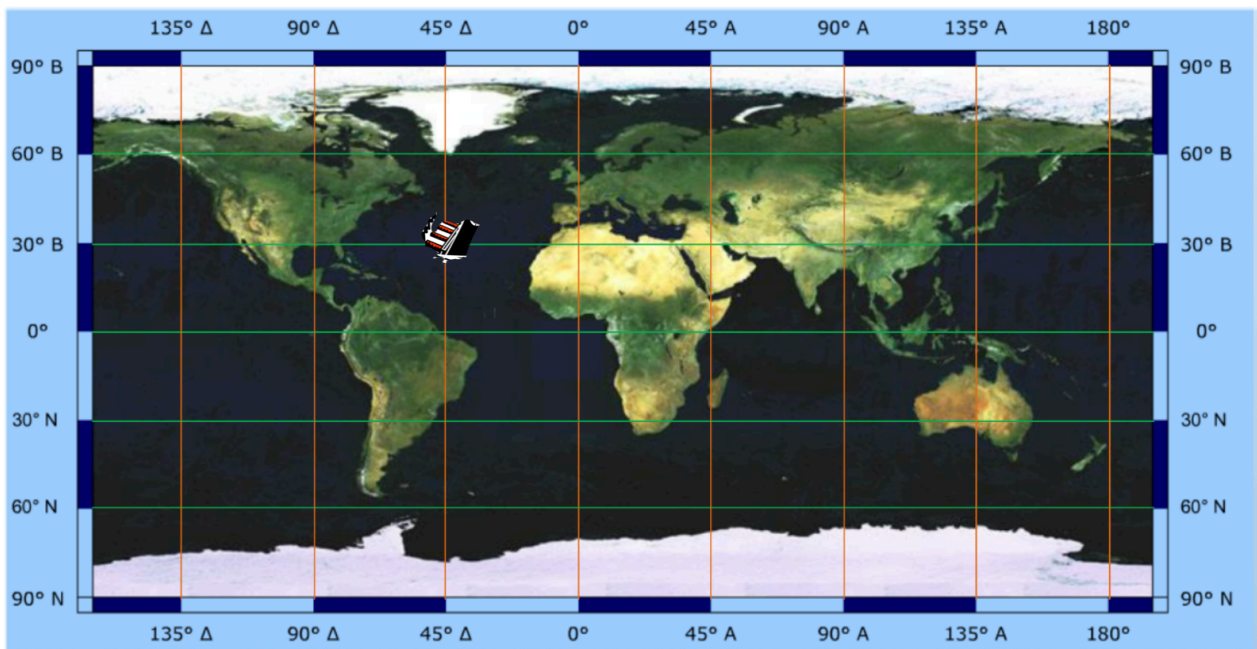 135° Δ 90° Δ 45° Δ 0° 45° Α 90° Α 135° Α 180°
90° Β 90° Β
60° Β 60° Β
30° Β 30° Β
0° 0°
30° Ν 30° Ν
60° Ν 60° Ν
90° Ν 90° Ν
135° Δ 90° Δ 45° Δ 0° 45° Α 90° Α 135° Α 180°